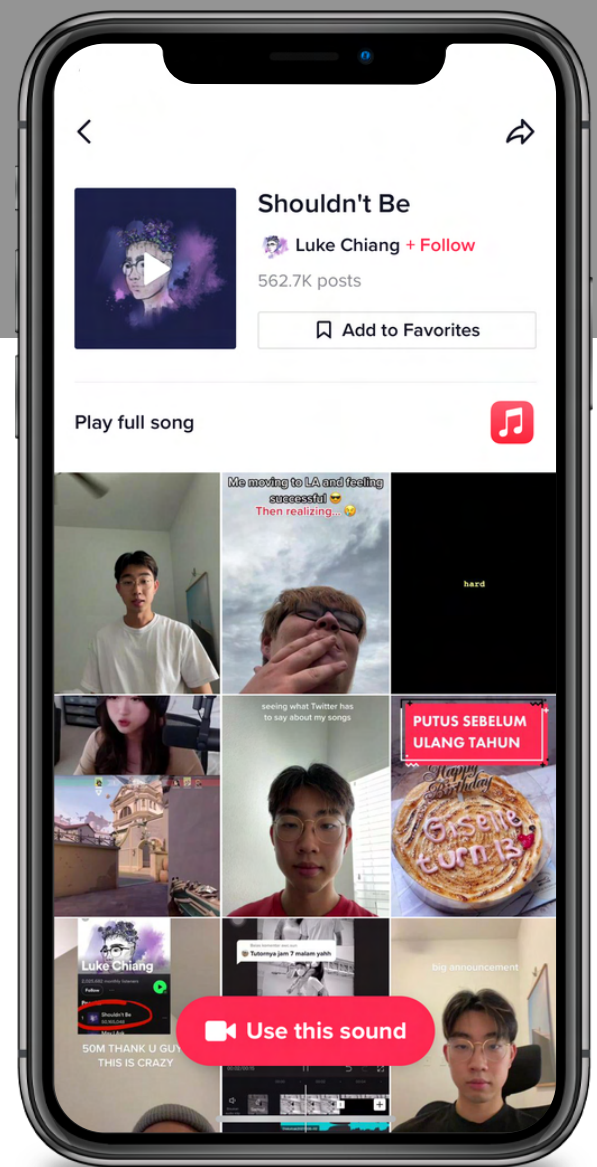 Shouldn't Be
Luke Chiang + Follow
562.7K posts
Add to Favorites
Play full song
Me moving to LA and feeling
successful 😎
Then realizing... 🥲
hard
seeing what Twitter has
to say about my songs
PUTUS SEBELUM
ULANG TAHUN
Happy
Birthday
Giselle
turn 13
Luke Chiang
Follow
Shouldn't Be
50M THANK U GUY
THIS IS CRAZY
Tutornya jam 7 malam yahh
big announcement
Use this sound